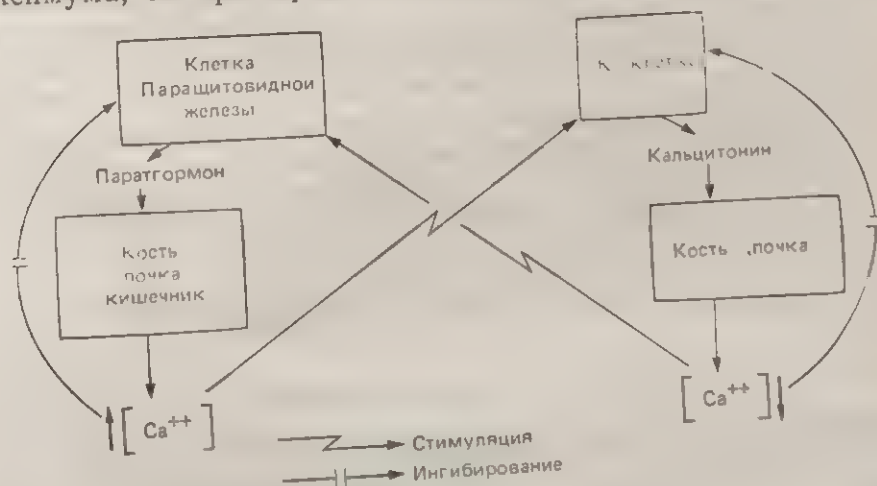 Клетка
Паращитовидной
железы
Паратгормон
Кость
почка
кишечник
[ Ca++ ]
К
Кальцитонин
Кость , почка
[ Ca++ ]
Стимуляция
Ингибирование